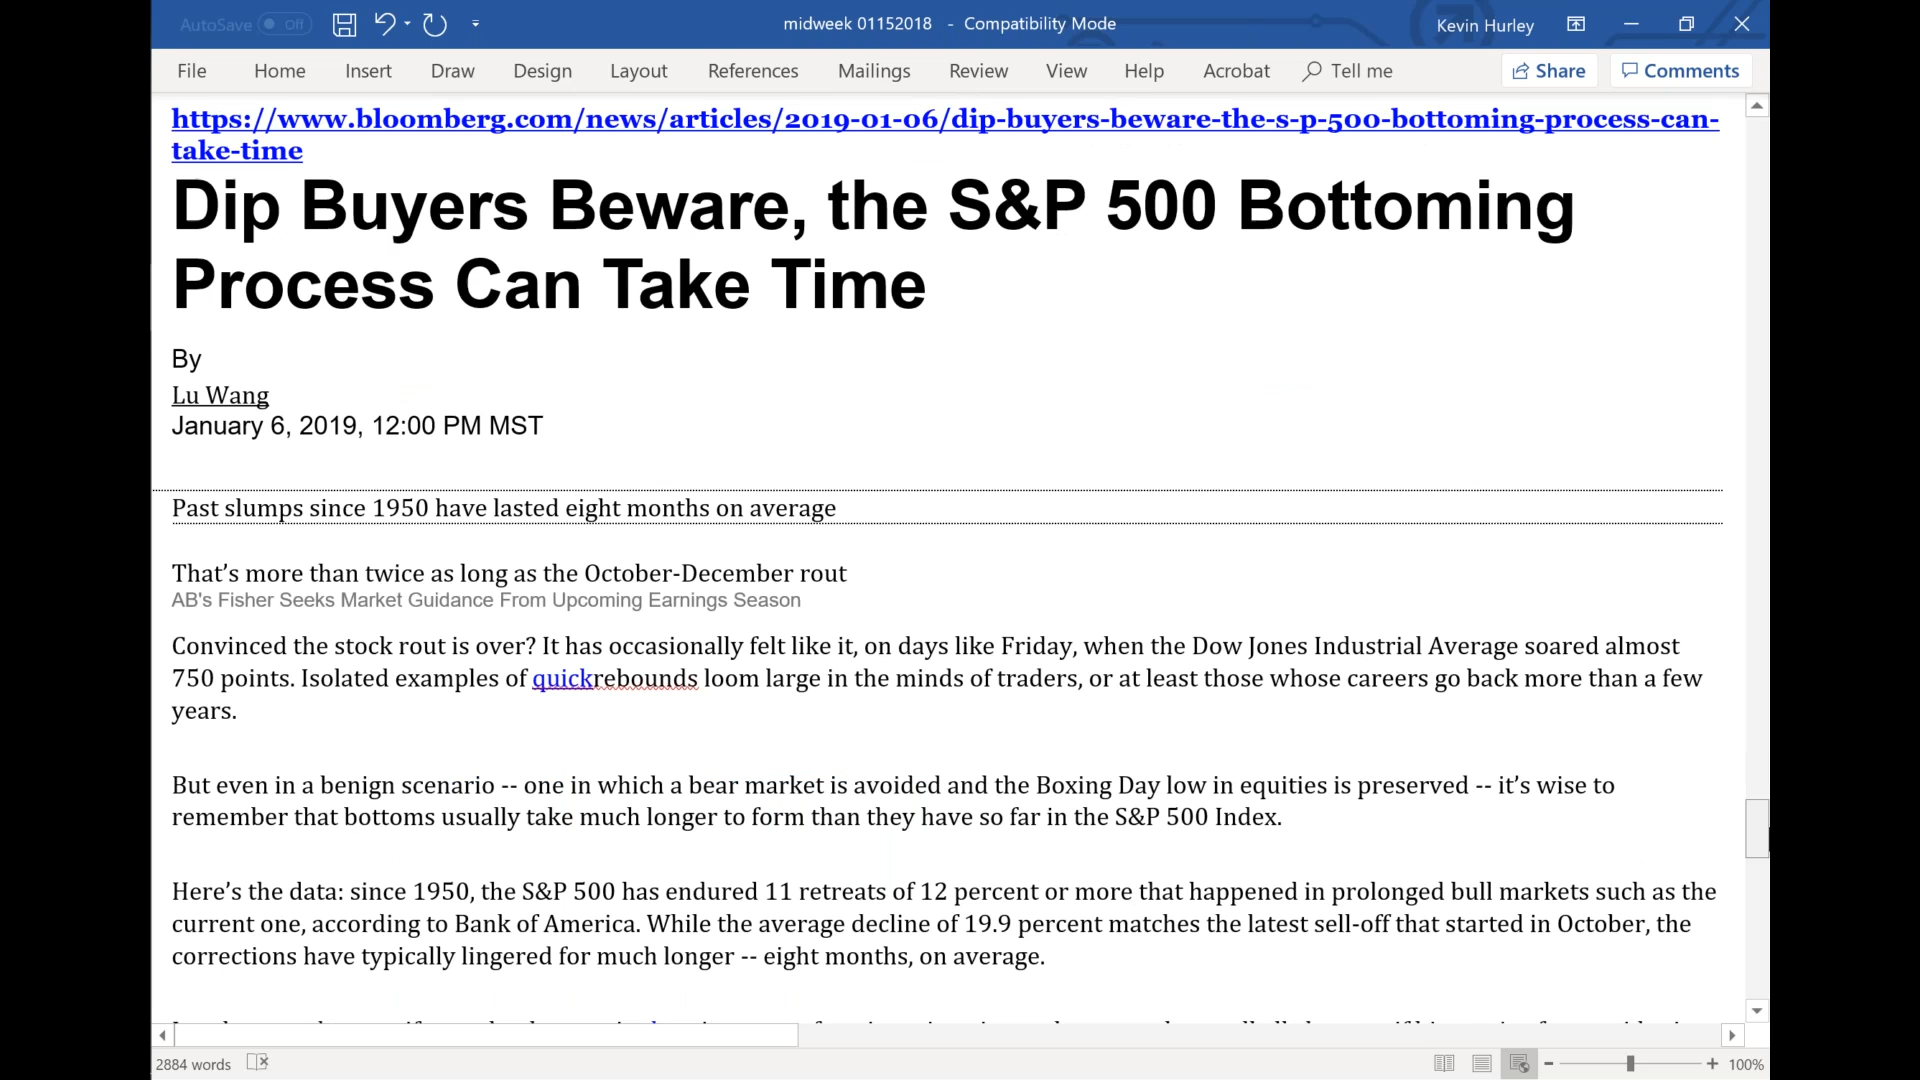 AutoSave Off midweek 01152018 - Compatibility Mode Kevin Hurley
File Home Insert Draw Design Layout References Mailings Review View Help Acrobat Tell me Share Comments
https://www.bloomberg.com/news/articles/2019-01-06/dip-buyers-beware-the-s-p-500-bottoming-process-can-
take-time
Dip Buyers Beware, the S&P 500 Bottoming
Process Can Take Time
By
Lu Wang
January 6, 2019, 12:00 PM MST
Past slumps since 1950 have lasted eight months on average
That’s more than twice as long as the October-December rout
AB's Fisher Seeks Market Guidance From Upcoming Earnings Season
Convinced the stock rout is over? It has occasionally felt like it, on days like Friday, when the Dow Jones Industrial Average soared almost
750 points. Isolated examples of quickrebounds loom large in the minds of traders, or at least those whose careers go back more than a few
years.
But even in a benign scenario -- one in which a bear market is avoided and the Boxing Day low in equities is preserved -- it’s wise to
remember that bottoms usually take much longer to form than they have so far in the S&P 500 Index.
Here’s the data: since 1950, the S&P 500 has endured 11 retreats of 12 percent or more that happened in prolonged bull markets such as the
current one, according to Bank of America. While the average decline of 19.9 percent matches the latest sell-off that started in October, the
corrections have typically lingered for much longer -- eight months, on average.
2884 words 100%